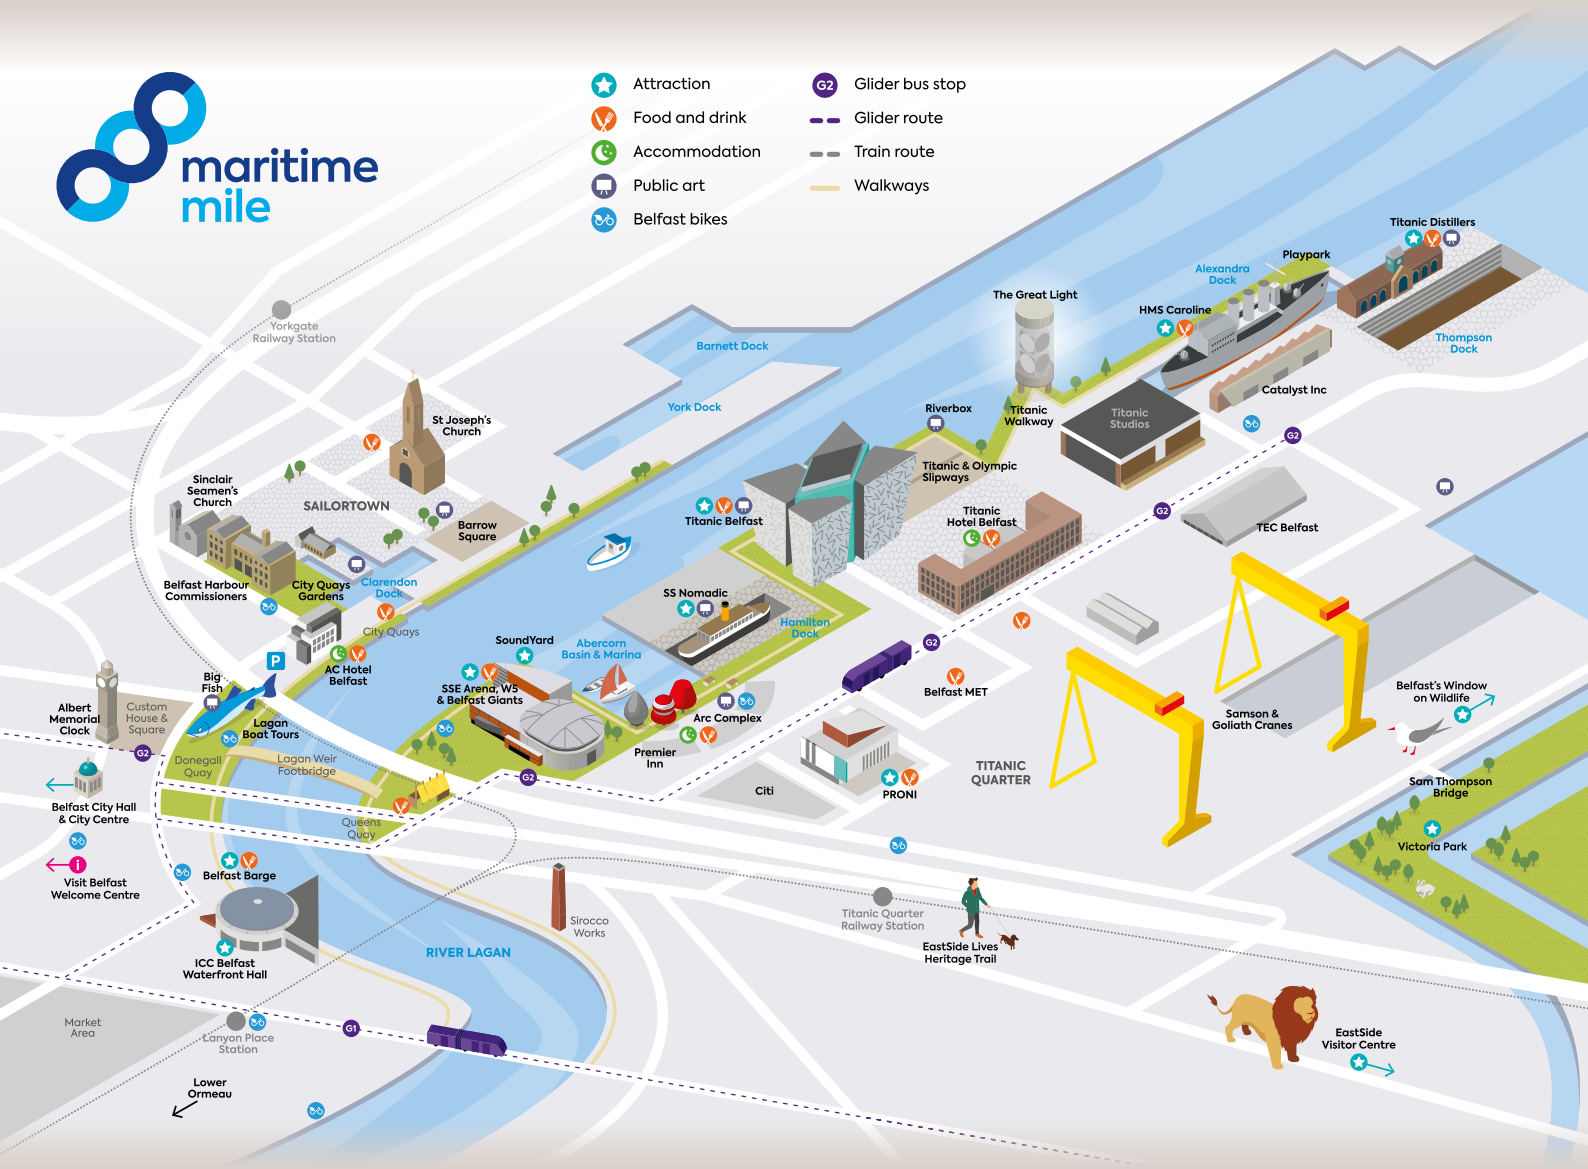 maritime
mile
Attraction
Food and drink
Accommodation
Public art
Belfast bikes
G2 Glider bus stop
Glider route
Train route
Walkways
Titanic Distillers
Playpark
Alexandra
Dock
The Great Light
HMS Caroline
Yorkgate
Railway Station
Barnett Dock
Thompson
Dock
Catalyst Inc
York Dock
Riverbox
Titanic
Walkway
Titanic
Studios
St Joseph's
Church
G2
Titanic & Olympic
Slipways
Sinclair
Seamen's
Church
SAILORTOWN
Barrow
Square
Titanic Belfast
Titanic
Hotel Belfast
G2
TEC Belfast
Belfast Harbour
Commissioners
City Quays
Gardens
Clarendon
Dock
City Quays
SS Nomadic
Hamilton
Dock
SoundYard
Abercorn
Basin & Marina
G2
P
AC Hotel
Belfast
Big
Fish
SSE Arena, W5
& Belfast Giants
Belfast MET
Belfast's Window
on Wildlife
Albert
Memorial
Clock
Custom
House &
Square
Lagan
Boat Tours
Arc Complex
Samson &
Goliath Cranes
G2
Donegall
Quay
Lagan Weir
Footbridge
Premier
Inn
G2
TITANIC
QUARTER
Citi
PRONI
Sam Thompson
Bridge
Belfast City Hall
& City Centre
Queens
Quay
Victoria Park
i
Visit Belfast
Welcome Centre
Belfast Barge
Sirocco
Works
Titanic Quarter
Railway Station
EastSide Lives
Heritage Trail
ICC Belfast
Waterfront Hall
RIVER LAGAN
Market
Area
Lanyon Place
Station
G1
EastSide
Visitor Centre
Lower
Ormeau